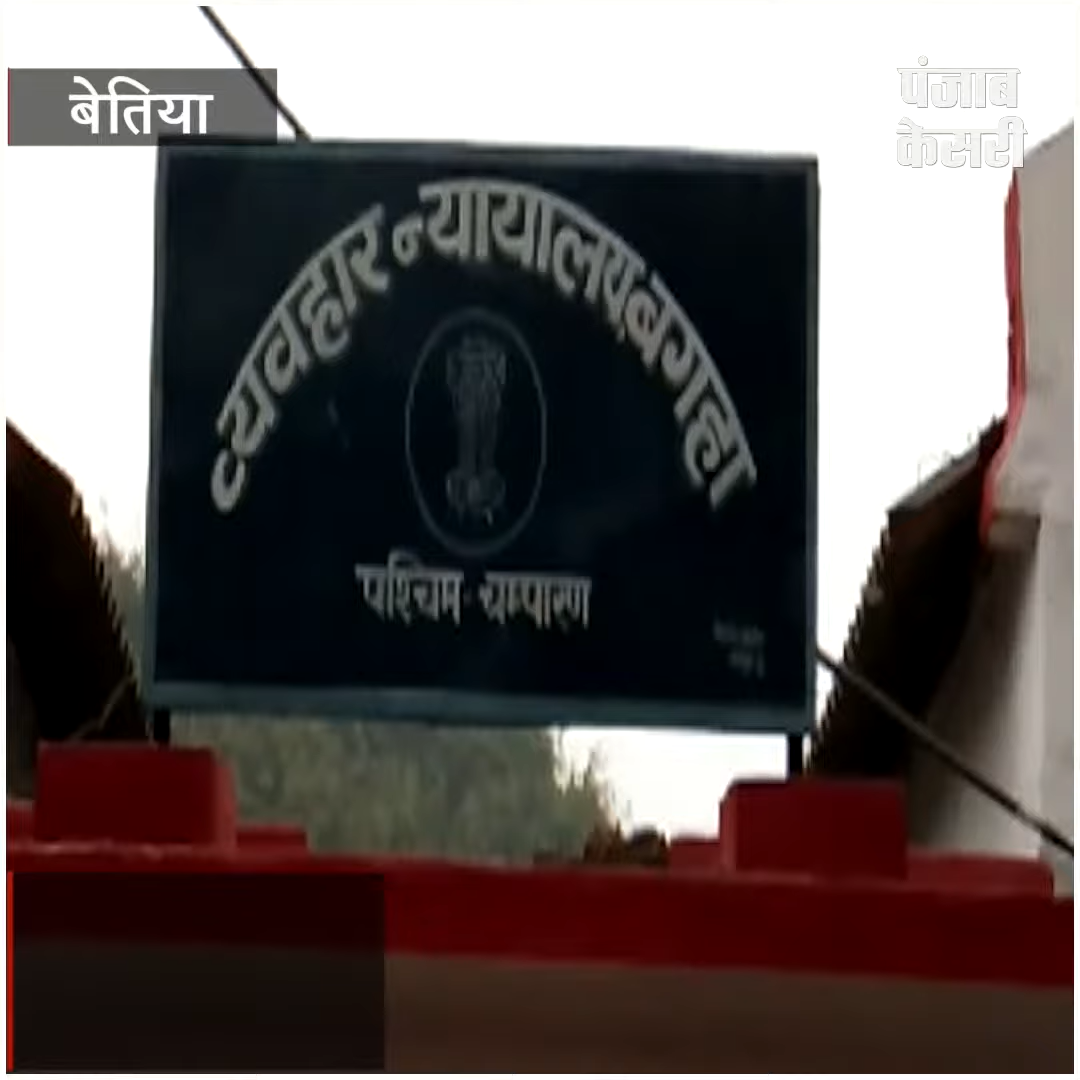 बेतिया
पंजाब
केसरी
व्यवहार न्यायालय,बगहा
पश्चिम-चम्पारण